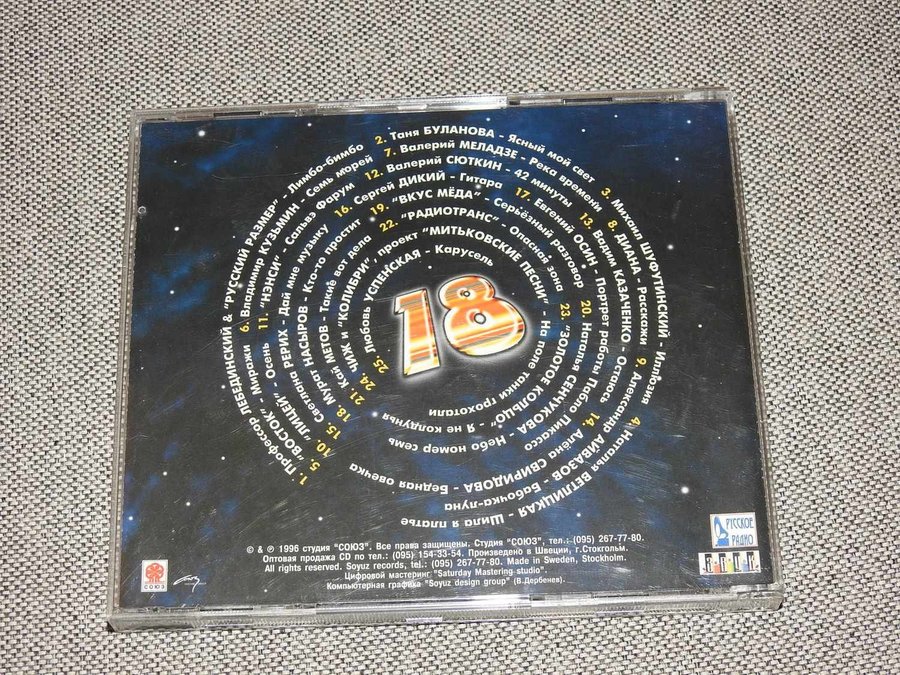 1. Профессор ЛЕБЕДИНСКИЙ & "РУССКИЙ РАЗМЕР" - Лимбо-бимбо
2. Таня БУЛАНОВА - Ясный мой свет
3. Михаил ШУФУТИНСКИЙ - Иллюзия
4. Наталья ВЕТЛИЦКАЯ - Шила я платье
5. "ВОСТОК" - Миражи
6. Владимир КУЗЬМИН - Семь морей
7. Валерий МЕЛАДЗЕ - Река времени
8. ДИАНА - Расскажи
9. Александр АЙВАЗОВ - Бабочка-луна
10. "ЛИЦЕЙ" - Осень
11. "НЭНСИ" - Сальвэ Фарум
12. Валерий СЮТКИН - 42 минуты
13. Вадим КАЗАЧЕНКО - Остаюсь
14. Алёна СВИРИДОВА - Бедная овечка
15. Светлана РЕРИХ - Дай мне музыку
16. Сергей ДИКИЙ - Гитара
17. Евгений ОСИН - Портрет работы Пабло Пикассо
18. Мурат НАСЫРОВ - Кто-то простит
19. "ВКУС МЁДА" - Серьёзный разговор
20. Наталья СЕНЧУКОВА - Небо номер семь
21. Кай МЕТОВ - Такие вот дела
22. "РАДИОТРАНС" - Опасная зона
23. "ЗОЛОТОЕ КОЛЬЦО" - Я не колдунья
24. ЧИЖ и "КОЛИБРИ", проект "МИТЬКОВСКИЕ ПЕСНИ" - На поле танки грохотали
25. Любовь УСПЕНСКАЯ - Карусель
18
© & ℗ 1996 студия "СОЮЗ". Все права защищены. Студия "СОЮЗ", тел.: (095) 267-77-80.
Оптовая продажа CD по тел.: (095) 154-33-54. Произведено в Швеции, г.Стокгольм.
All rights reserved. Soyuz records, tel.: (095) 267-77-80. Made in Sweden, Stockholm.
Цифровой мастеринг "Saturday Mastering studio".
Компьютерная графика "Soyuz design group" (В.Дербенев).
СОЮЗ
РУССКОЕ
РАДИО